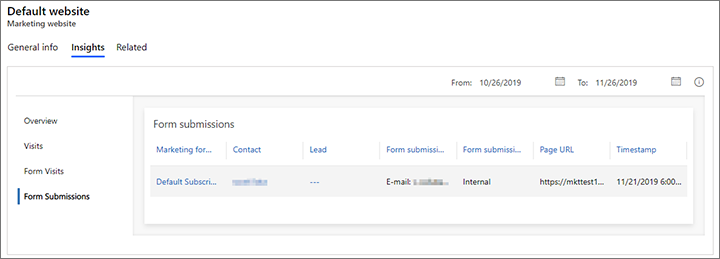 Default website
Marketing website
General info Insights Related
From: 10/26/2019 To: 11/26/2019
Overview
Visits
Form Visits
Form Submissions
Form submissions
Marketing for... Contact Lead Form submissi... Form submissi... Page URL Timestamp
Default Subscri... --- E-mail: Internal https://mkttest1... 11/21/2019 6:00...